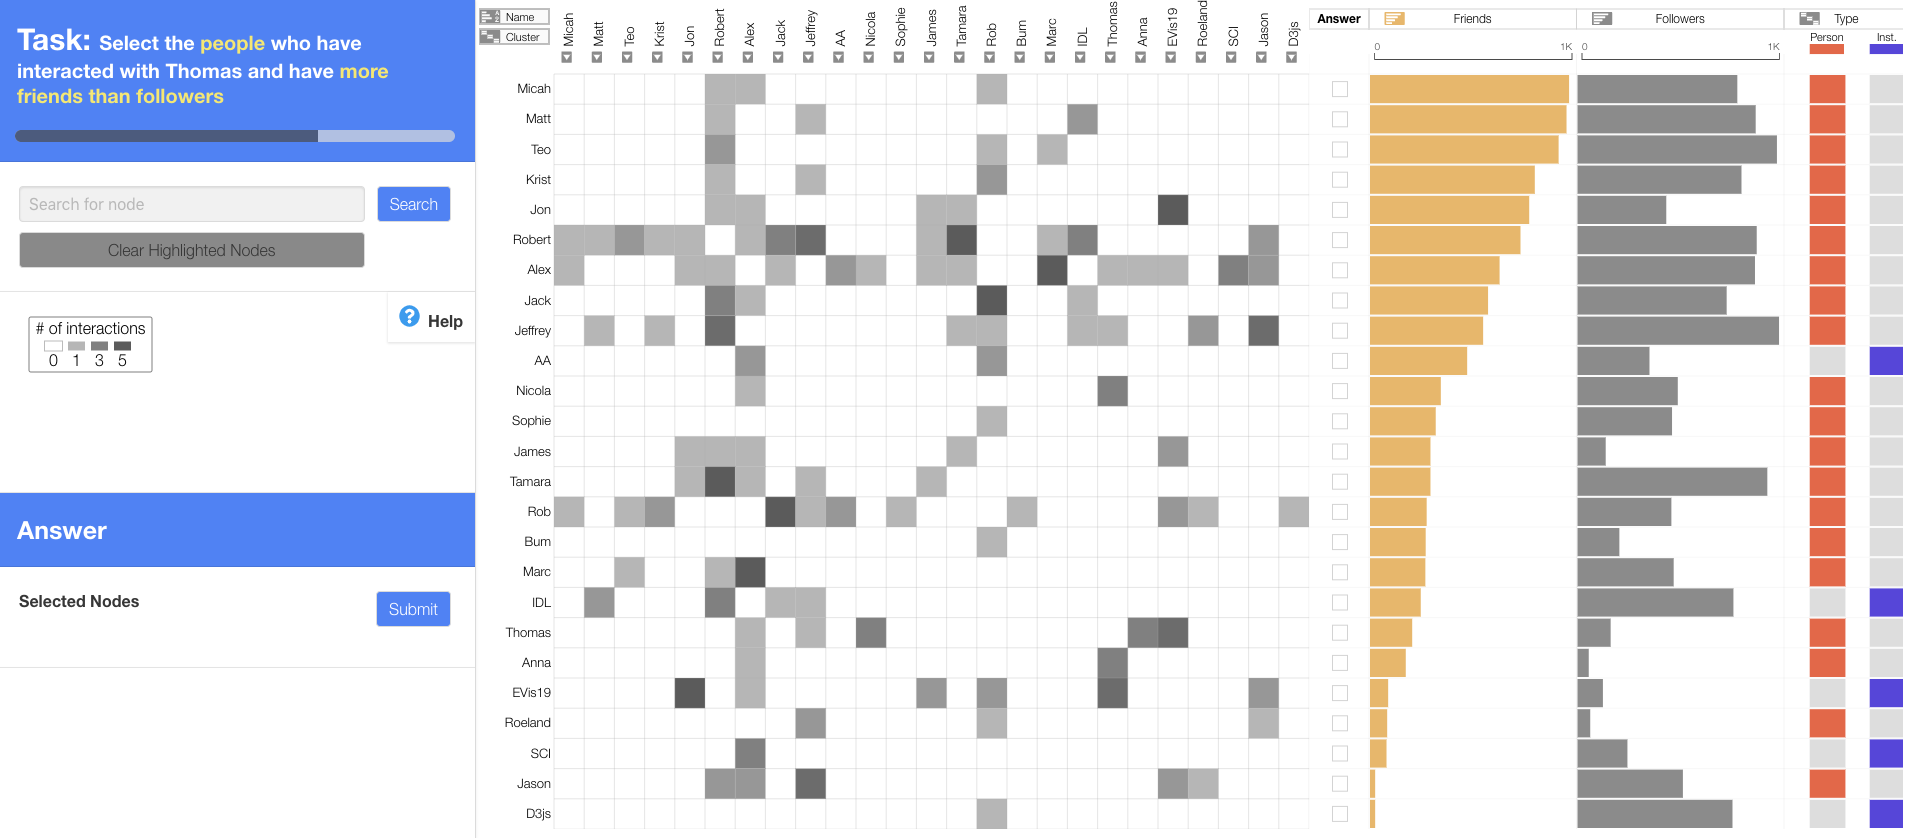 Task: Select the people who have
interacted with Thomas and have more
friends than followers
Search for node
Search
Clear Highlighted Nodes
Help
# of interactions
0 1 3 5
Answer
Selected Nodes
Submit
Name
Cluster
Micah
Matt
Teo
Krist
Jon
Robert
Alex
Jack
Jeffrey
AA
Nicola
Sophie
James
Tamara
Rob
Bum
Marc
IDL
Thomas
Anna
EVis19
Roeland
SCI
Jason
D3js
Answer
Friends
Followers
Type
0 1K
0 1K
Person
Inst.
Micah
Matt
Teo
Krist
Jon
Robert
Alex
Jack
Jeffrey
AA
Nicola
Sophie
James
Tamara
Rob
Bum
Marc
IDL
Thomas
Anna
EVis19
Roeland
SCI
Jason
D3js